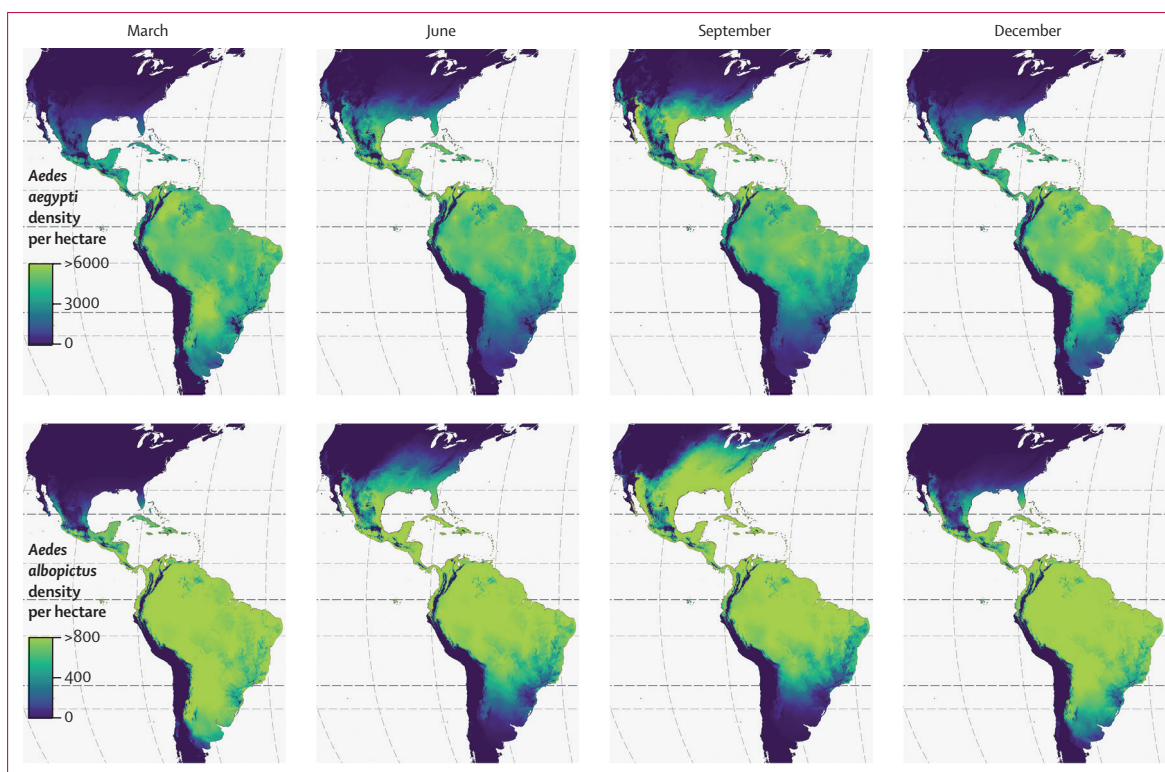 March
June
September
December
Aedes
aegypti
density
per hectare
>6000
3000
0
Aedes
albopictus
density
per hectare
>800
400
0